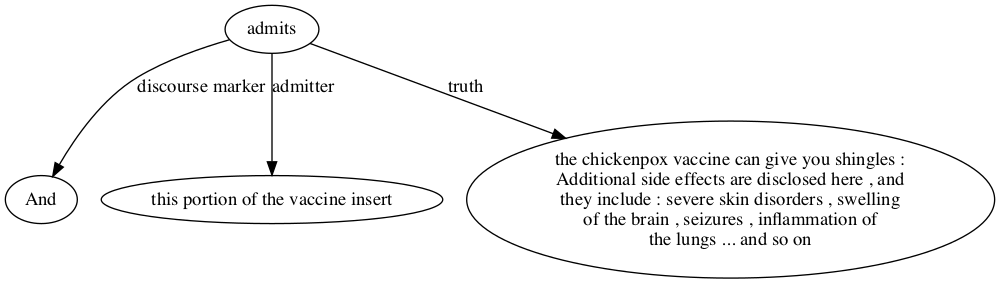 admits
discourse marker admitter truth
And
this portion of the vaccine insert
the chickenpox vaccine can give you shingles :
Additional side effects are disclosed here , and
they include : severe skin disorders , swelling
of the brain , seizures , inflammation of
the lungs ... and so on